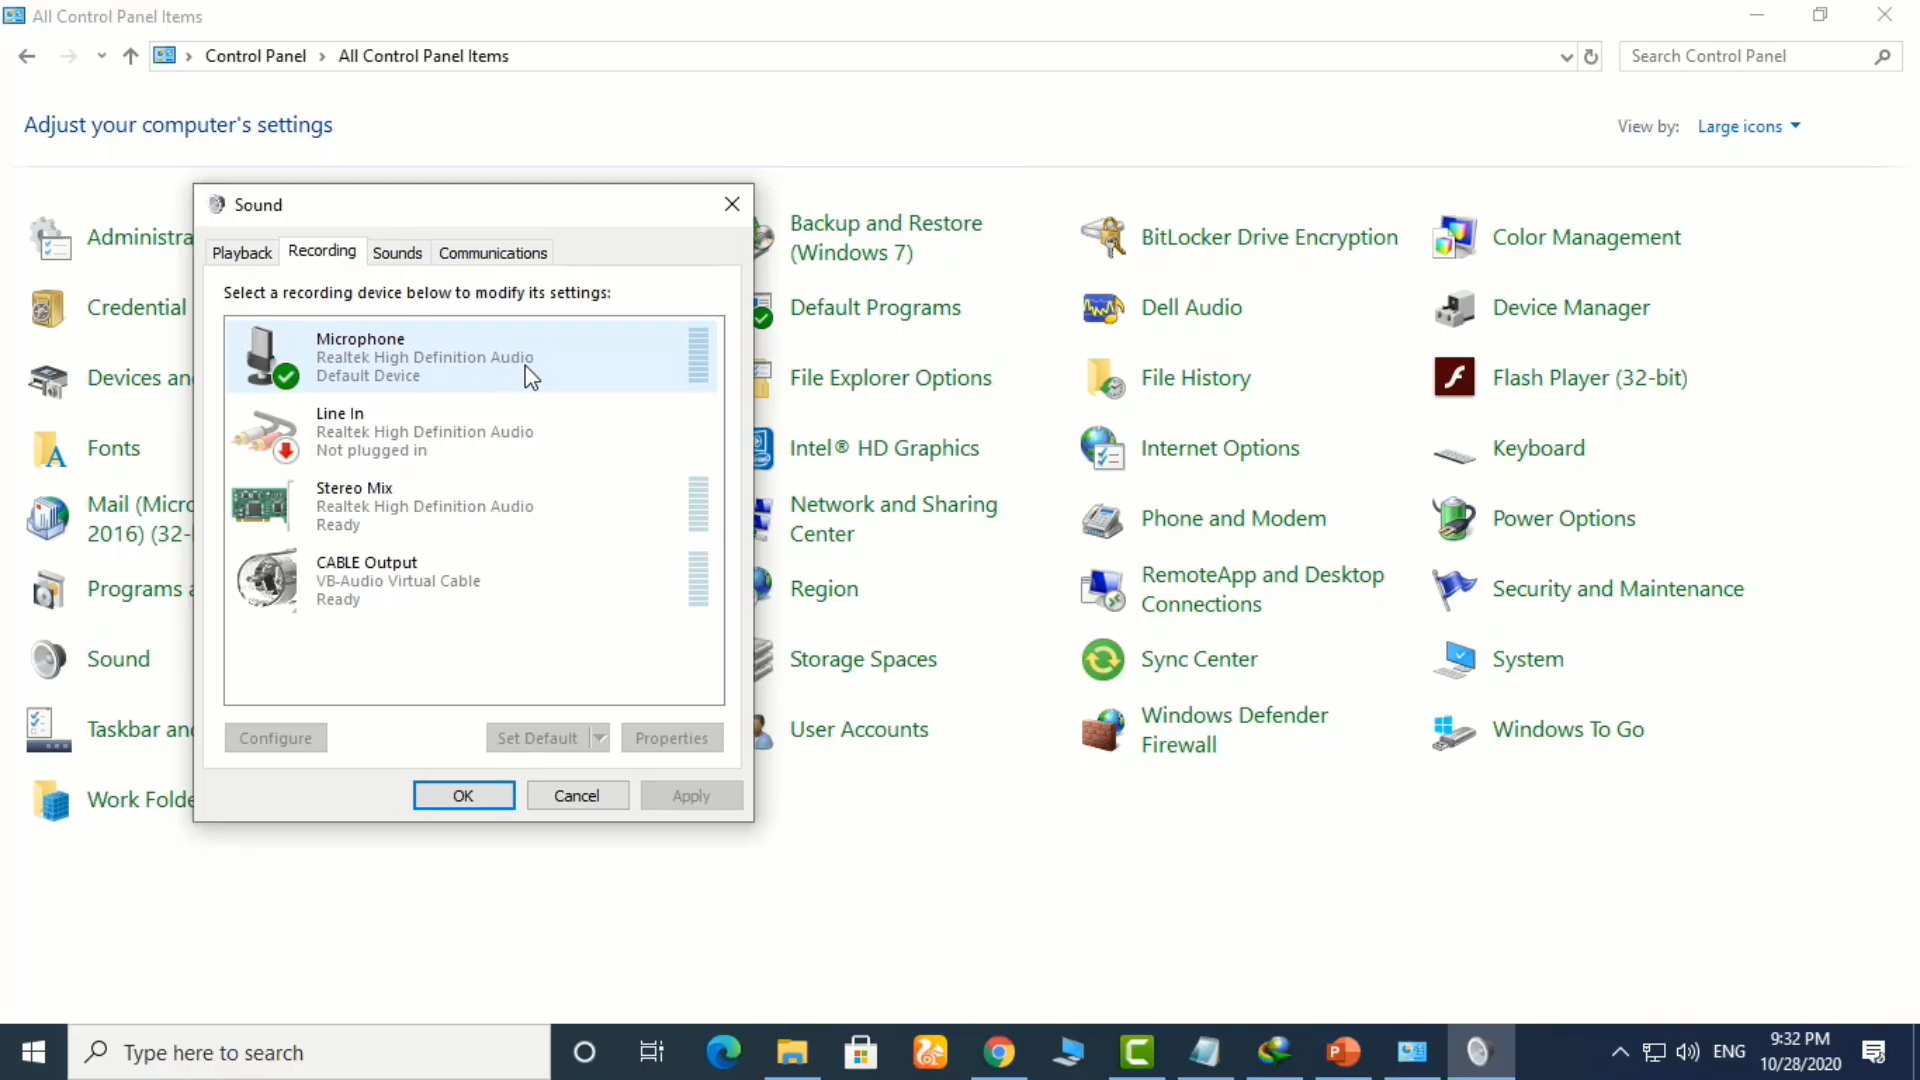 All Control Panel Items
Control Panel › All Control Panel Items
Search Control Panel
Adjust your computer's settings
View by: Large icons
Sound
Playback
Recording
Sounds
Communications
Select a recording device below to modify its settings:
Microphone
Realtek High Definition Audio
Default Device
Line In
Realtek High Definition Audio
Not plugged in
Stereo Mix
Realtek High Definition Audio
Ready
CABLE Output
VB-Audio Virtual Cable
Ready
Configure
Set Default
Properties
OK
Cancel
Apply
Administra
Backup and Restore
(Windows 7)
BitLocker Drive Encryption
Color Management
Credential
Default Programs
Dell Audio
Device Manager
Devices an
File Explorer Options
File History
Flash Player (32-bit)
Fonts
Intel® HD Graphics
Internet Options
Keyboard
Mail (Micro
2016) (32-
Network and Sharing
Center
Phone and Modem
Power Options
Programs a
Region
RemoteApp and Desktop
Connections
Security and Maintenance
Sound
Storage Spaces
Sync Center
System
Taskbar an
User Accounts
Windows Defender
Firewall
Windows To Go
Work Folde
Type here to search
ENG
9:32 PM
10/28/2020